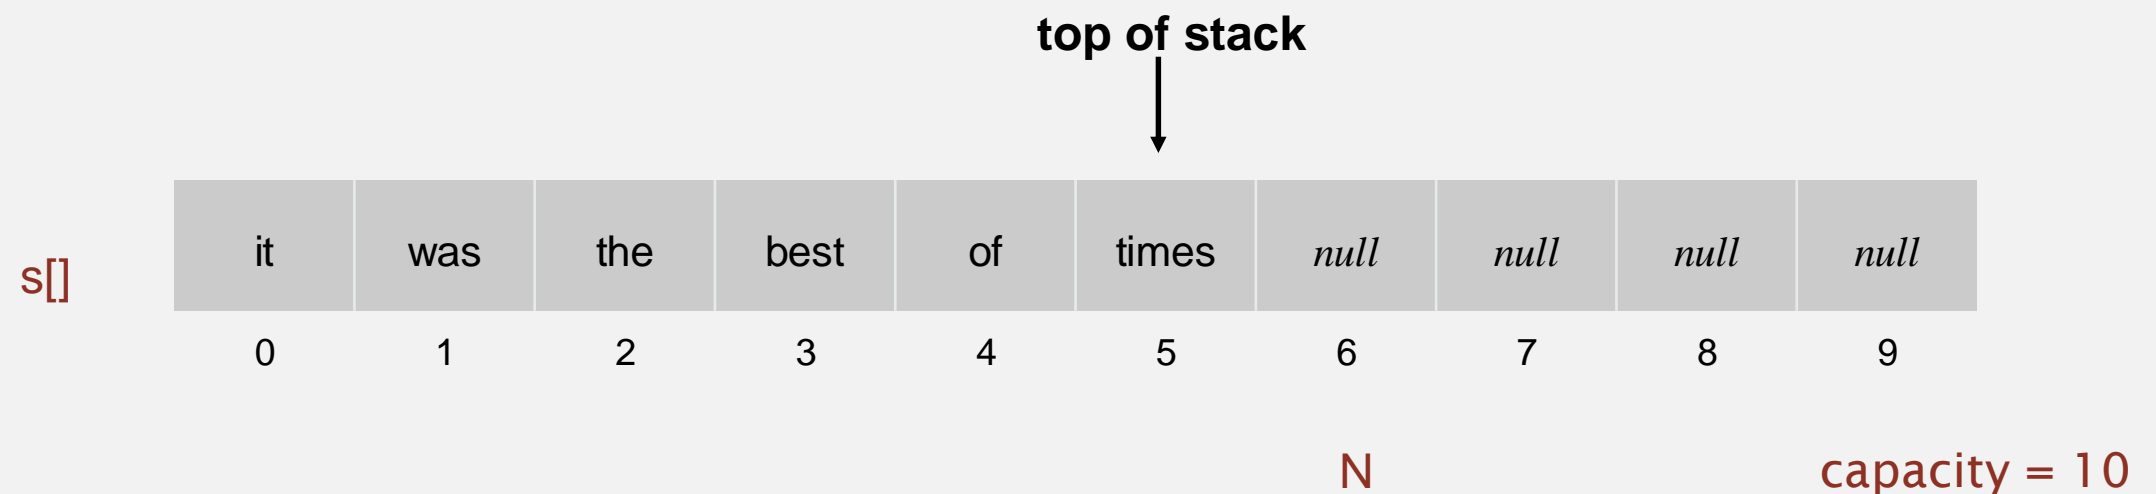 top of stack
s[] it was the best of times null null null null
0 1 2 3 4 5 6 7 8 9
N capacity = 10